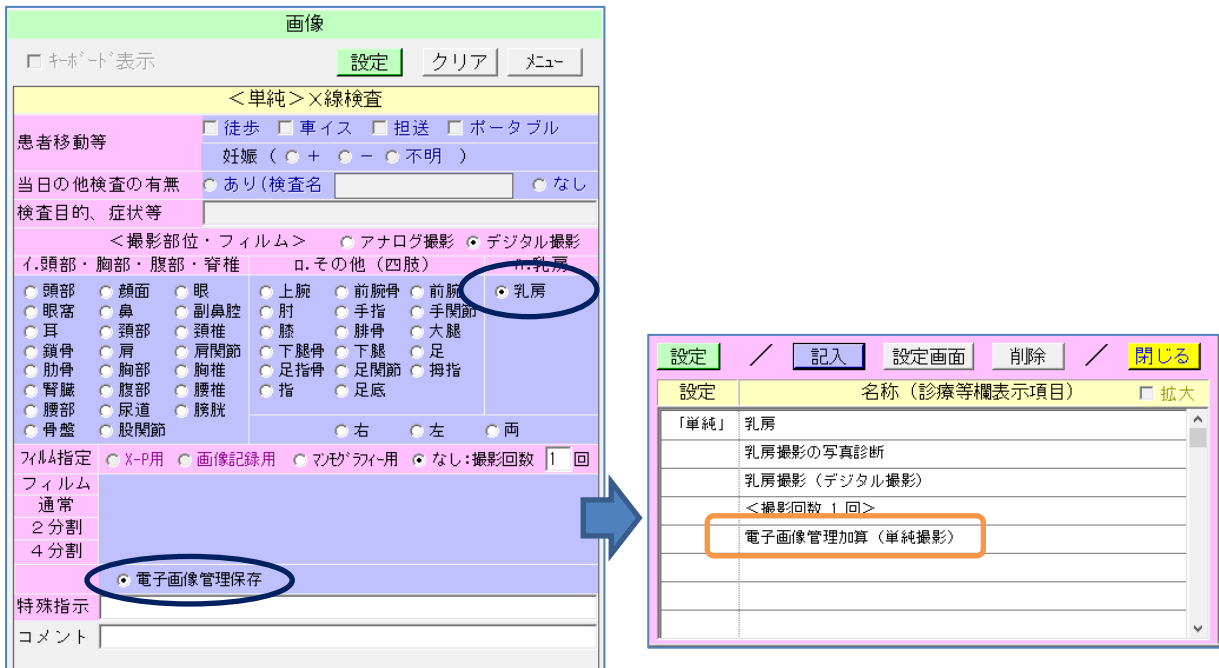 画像
キーボード表示 設定 クリア メニュー
＜単純＞X線検査
患者移動等 徒歩 車イス 担送 ポータブル
妊娠 ( ＋ － 不明 )
当日の他検査の有無 あり(検査名 なし
検査目的、症状等
＜撮影部位・フィルム＞ アナログ撮影 デジタル撮影
イ.頭部・胸部・腹部・脊椎 ロ.その他（四肢） ハ.乳房
頭部 顔面 眼 上腕 前腕骨 前腕 乳房
眼窩 鼻 副鼻腔 肘 手指 手関節
耳 頚部 頚椎 膝 腓骨 大腿
鎖骨 肩 肩関節 下腿骨 下腿 足
肋骨 胸部 胸椎 足指骨 足関節 拇指
腎臓 腹部 腰椎 指 足底
腰部 尿道 膀胱
骨盤 股関節 右 左 両
フィルム指定 X-P用 画像記録用 マンモグラフィー用 なし:撮影回数 1 回
フィルム
通常
２分割
４分割
電子画像管理保存
特殊指示
コメント
設定 ／ 記入 設定画面 削除 ／ 閉じる
設定 名称（診療等欄表示項目） 拡大
「単純」 乳房
乳房撮影の写真診断
乳房撮影（デジタル撮影）
＜撮影回数 1 回＞
電子画像管理加算（単純撮影）